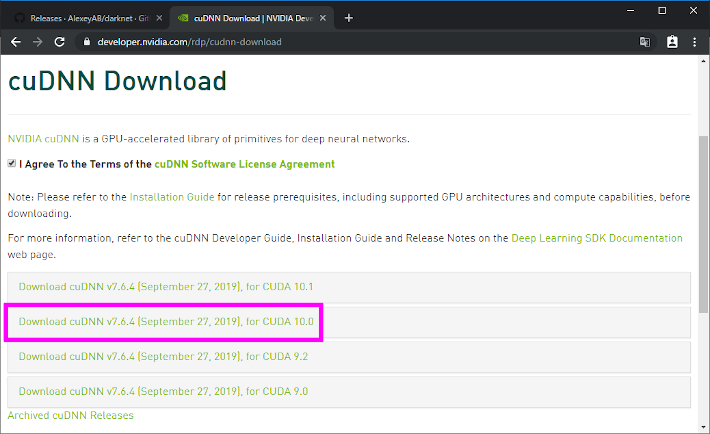 Releases · AlexeyAB/darknet · Git
cuDNN Download | NVIDIA Deve
developer.nvidia.com/rdp/cudnn-download
cuDNN Download
NVIDIA cuDNN is a GPU-accelerated library of primitives for deep neural networks.
I Agree To the Terms of the cuDNN Software License Agreement
Note: Please refer to the Installation Guide for release prerequisites, including supported GPU architectures and compute capabilities, before
downloading.
For more information, refer to the cuDNN Developer Guide, Installation Guide and Release Notes on the Deep Learning SDK Documentation
web page.
Download cuDNN v7.6.4 (September 27, 2019), for CUDA 10.1
Download cuDNN v7.6.4 (September 27, 2019), for CUDA 10.0
Download cuDNN v7.6.4 (September 27, 2019), for CUDA 9.2
Download cuDNN v7.6.4 (September 27, 2019), for CUDA 9.0
Archived cuDNN Releases